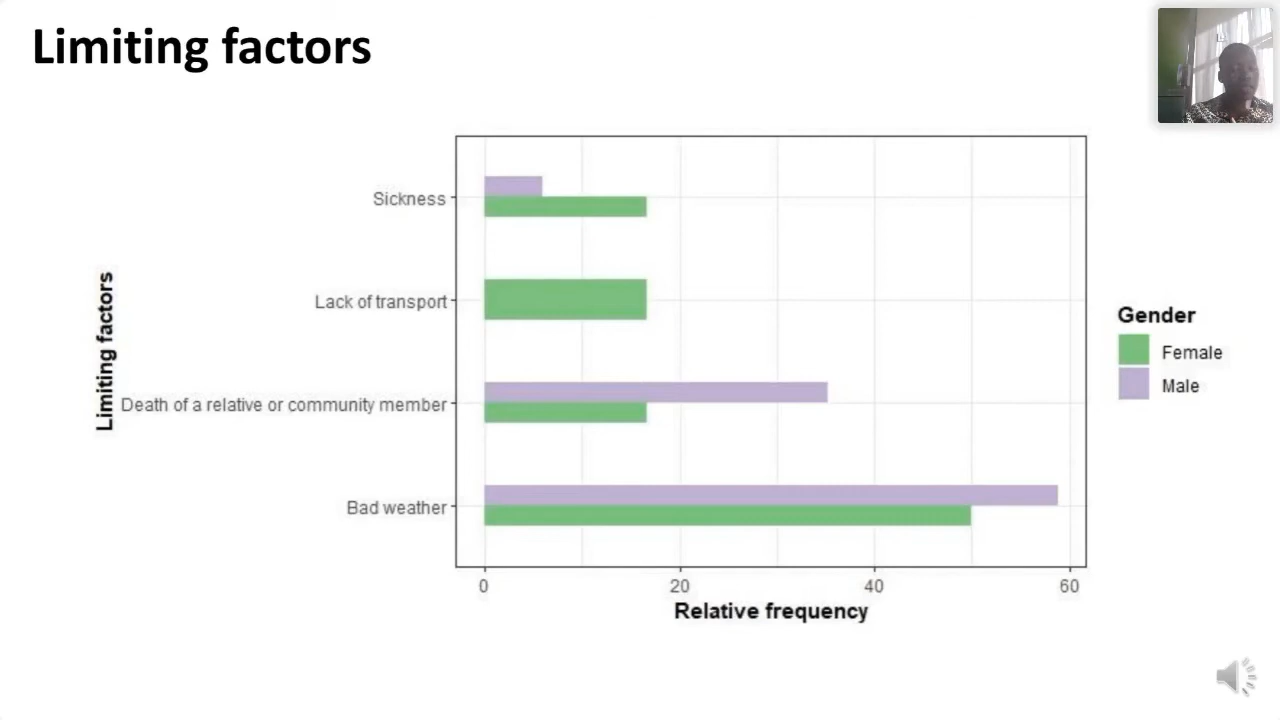 Limiting factors
Sickness
Lack of transport
Death of a relative or community member
Bad weather
Limiting factors
0 20 40 60
Relative frequency
Gender
Female
Male